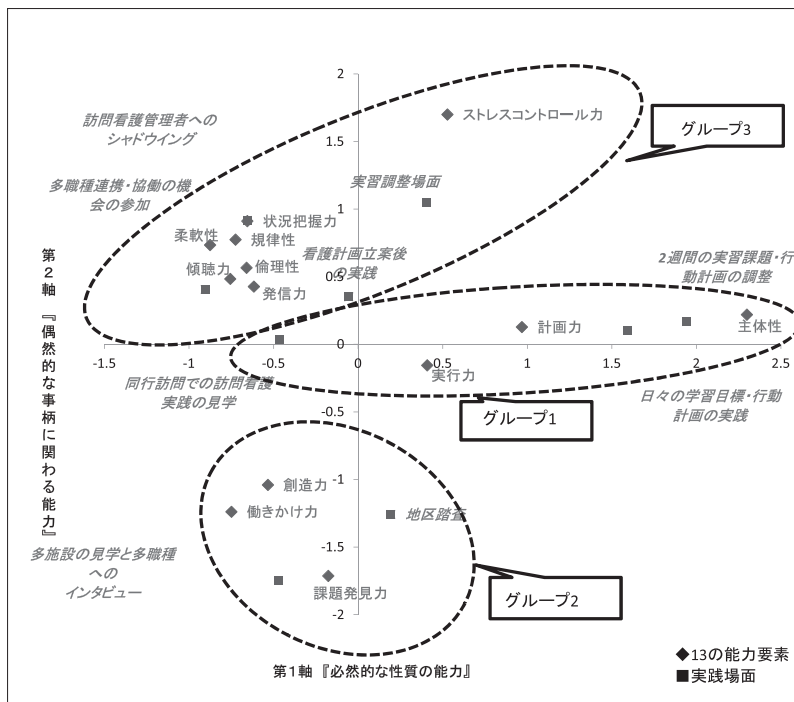 2
訪問看護管理者への
シャドウイング
ストレスコントロール力
1.5
グループ3
多職種連携・協働の機
会の参加
実習調整場面
1
状況把握力
柔軟性
規律性
看護計画立案後
の実践
2週間の実習課題・行
動計画の調整
傾聴力
倫理性
0.5
発信力
計画力
主体性
0
-1.5
-1
-0.5
0
0.5
1
1.5
2
2.5
実行力
同行訪問での訪問看護
実践の見学
日々の学習目標・行動
計画の実践
グループ1
-0.5
第2軸『偶然的な事柄に関わる能力』
-1
創造力
働きかけ力
地区踏査
-1.5
多施設の見学と多職種
への
インタビュー
課題発見力
グループ2
-2
第1軸『必然的な性質の能力』
◆13の能力要素
■実践場面